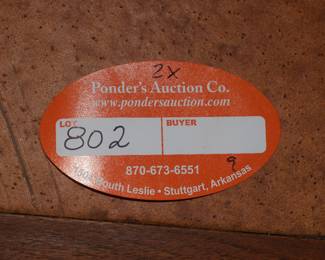 2x
Ponder's Auction Co.
www.pondersauction.com
LOT BUYER
802
870-673-6551
9
South Leslie • Stuttgart, Arkansas